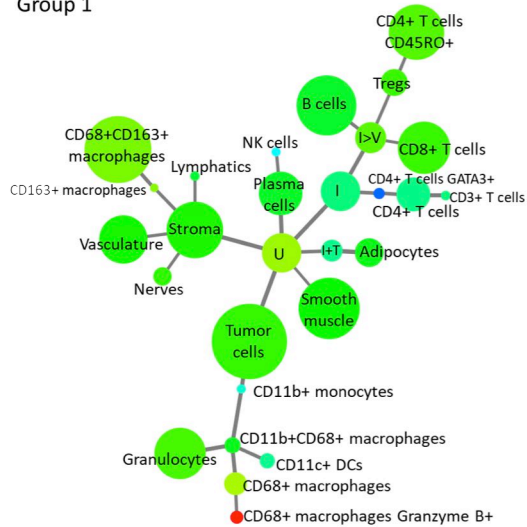 Group 1
CD4+ T cells
CD45RO+
Tregs
B cells
I>V
CD8+ T cells
CD68+CD163+
macrophages
NK cells
Lymphatics
CD4+ T cells GATA3+
CD163+ macrophages
Plasma
cells
I
CD3+ T cells
CD4+ T cells
Stroma
Vasculature
U
I+T
Adipocytes
Nerves
Smooth
muscle
Tumor
cells
CD11b+ monocytes
CD11b+CD68+ macrophages
Granulocytes
CD11c+ DCs
CD68+ macrophages
CD68+ macrophages Granzyme B+